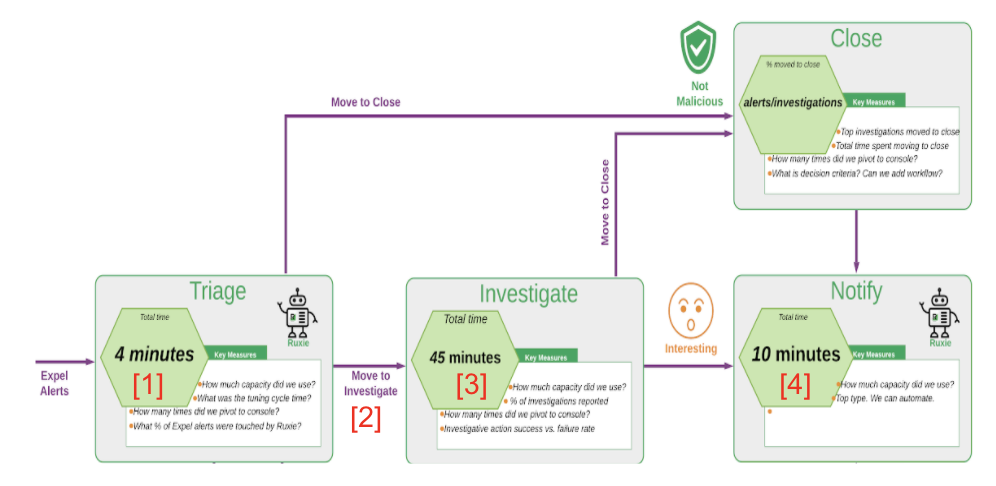 Close
% moved to close
alerts/investigations
Key Measures
Top investigations moved to close
Total time spent moving to close
How many times did we pivot to console?
What is decision criteria? Can we add workflow?
Not
Malicious
Move to Close
Move to Close
Expel
Alerts
Triage
Total time
4 minutes
[1]
Ruxie
Key Measures
How much capacity did we use?
What was the tuning cycle time?
How many times did we pivot to console?
What % of Expel alerts were touched by Ruxie?
Move to
Investigate
[2]
Investigate
Total time
45 minutes
[3]
Key Measures
How much capacity did we use?
% of investigations reported
How many times did we pivot to console?
Investigative action success vs. failure rate
Interesting
Notify
Total time
10 minutes
[4]
Ruxie
Key Measures
How much capacity did we use?
Top type. We can automate.